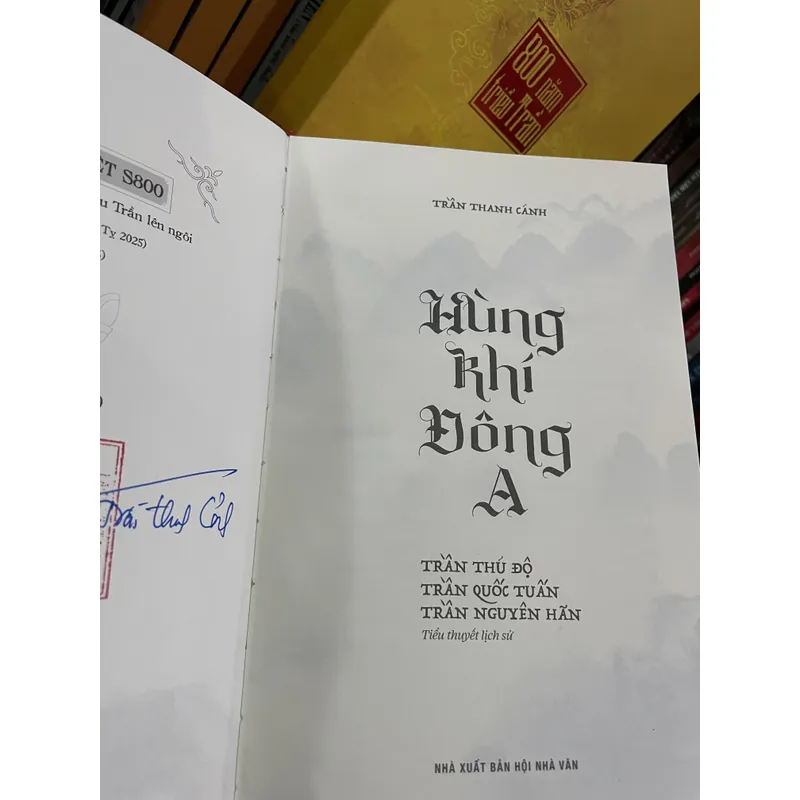 800 năm
triều Trần
ỆT S800
u Trần lên ngôi
Tỵ 2025)
TRẦN THANH CẢNH
Hùng
khí
Đông
A
TRẦN THỦ ĐỘ
TRẦN QUỐC TUẤN
TRẦN NGUYÊN HÃN
Tiểu thuyết lịch sử
NHÀ XUẤT BẢN HỘI NHÀ VĂN